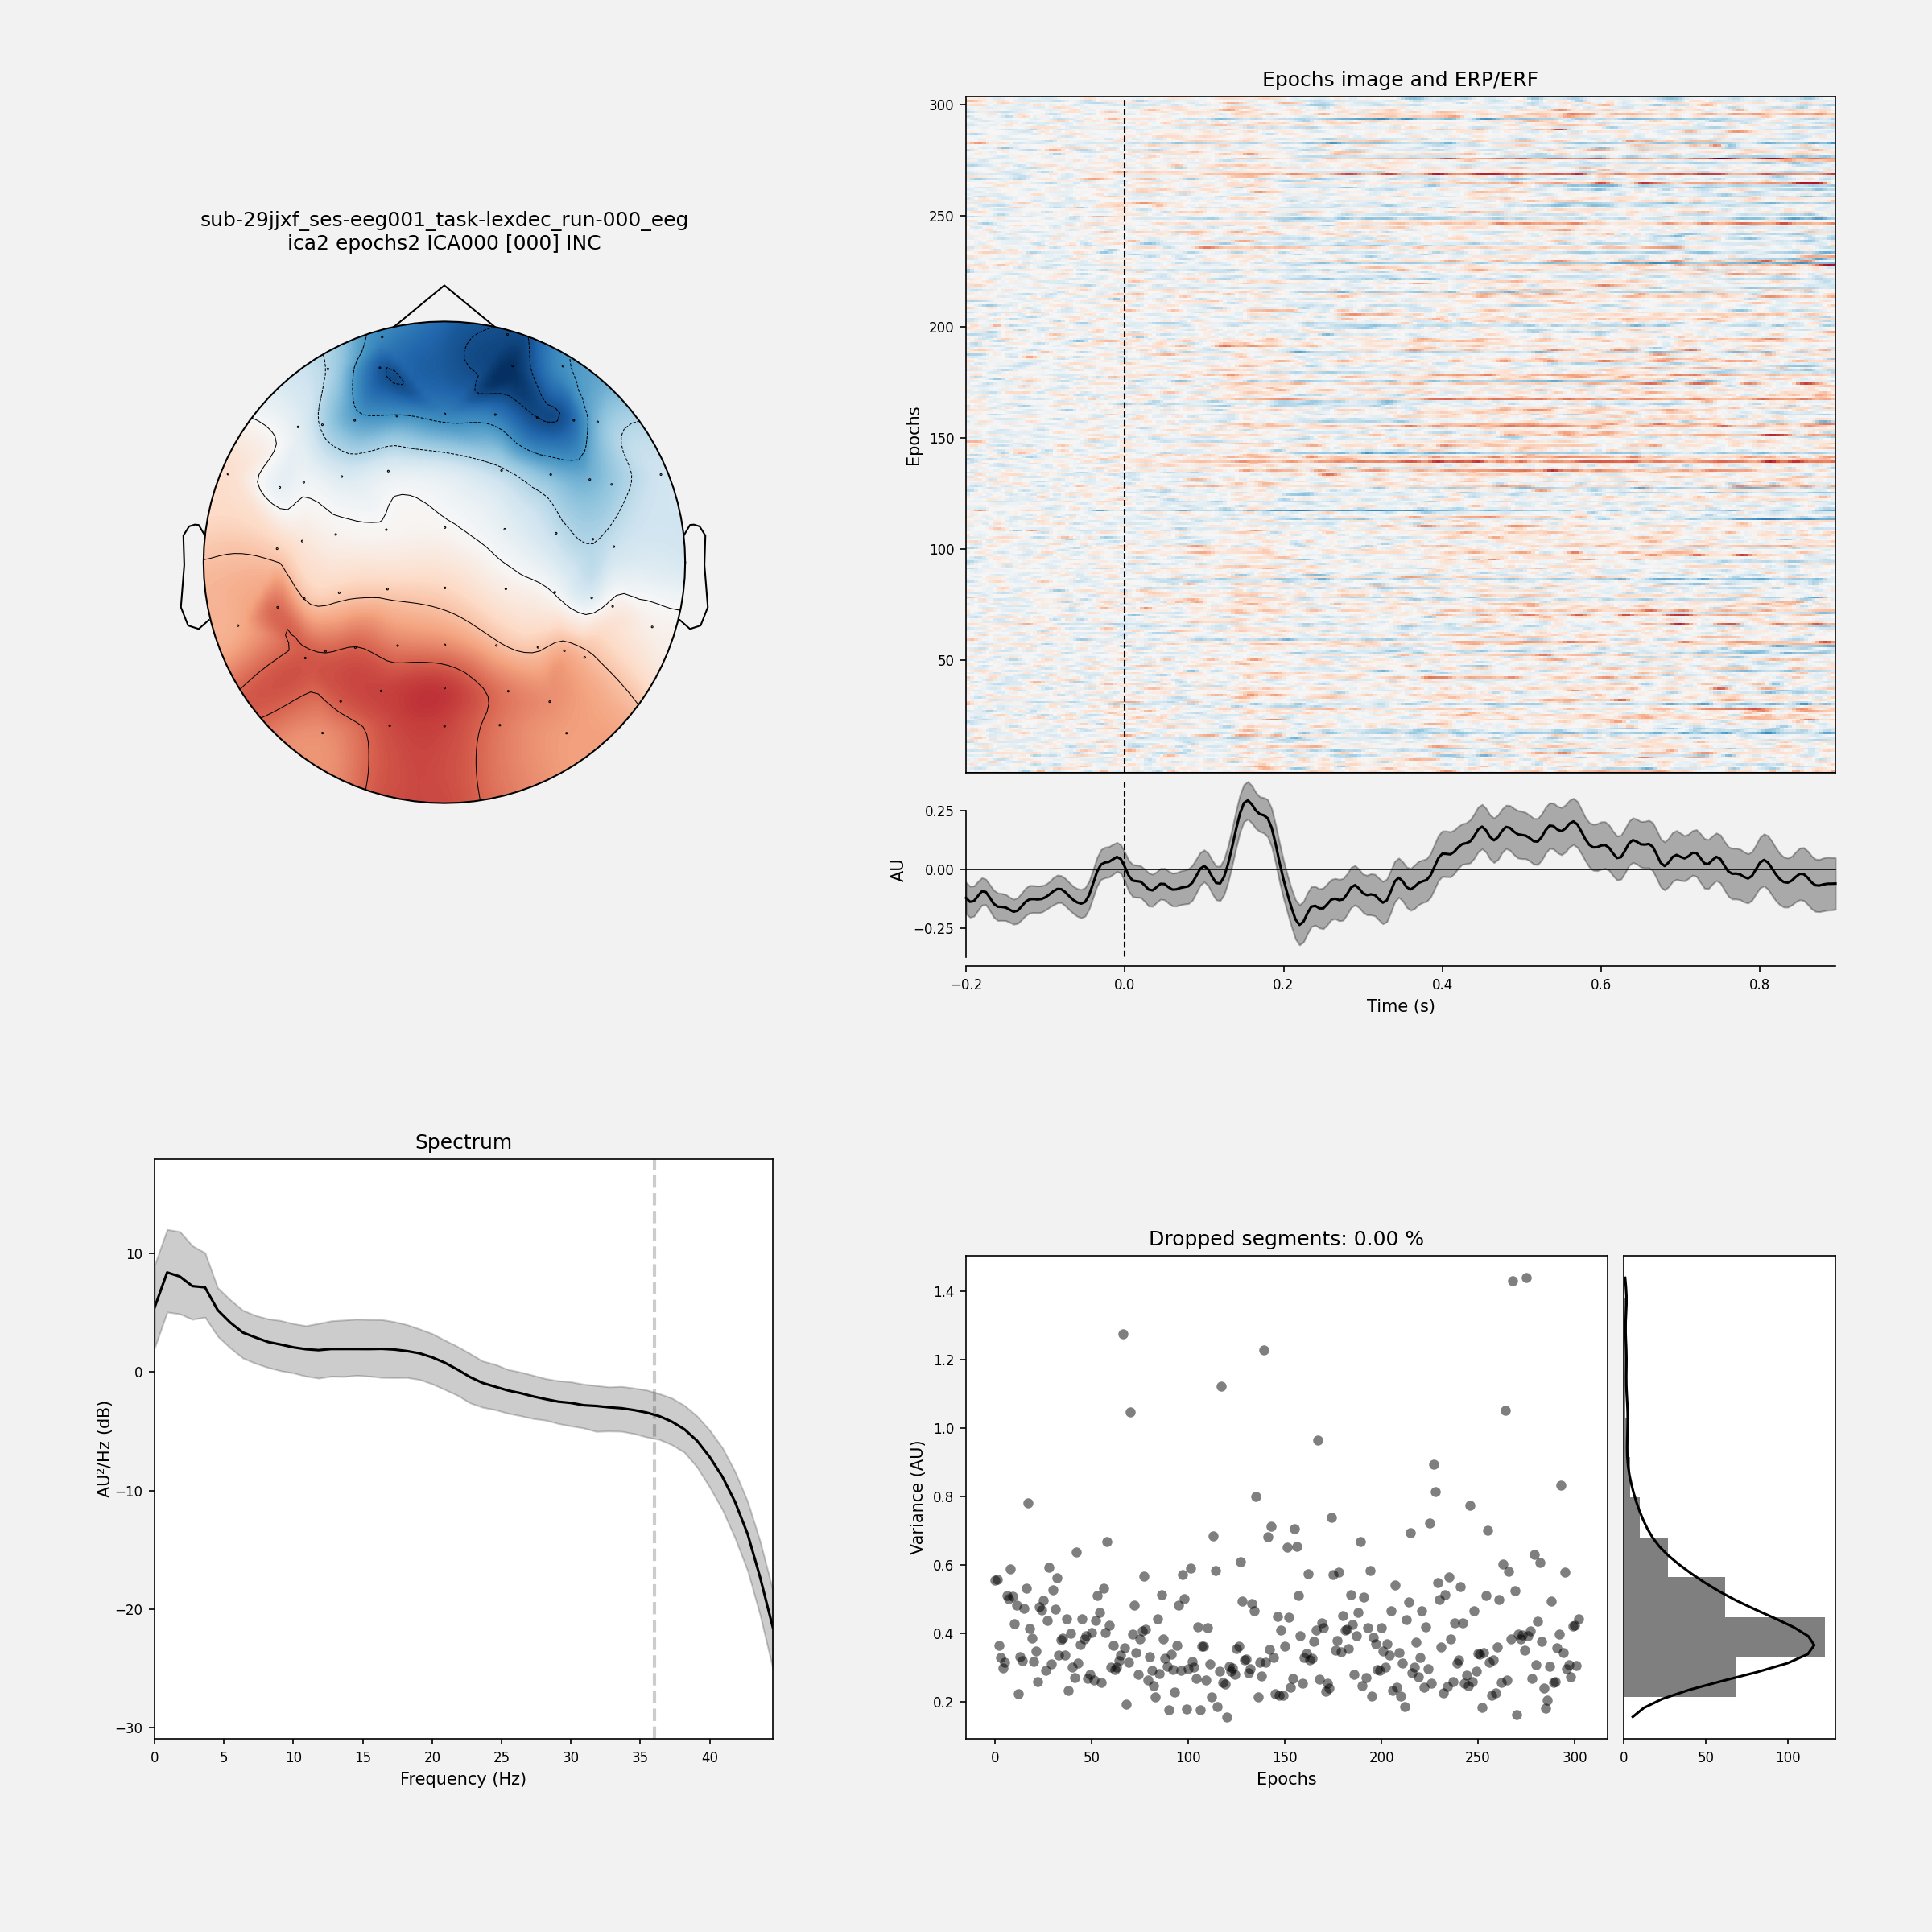 sub-29jjxf_ses-eeg001_task-lexdec_run-000_eeg
ica2 epochs2 ICA000 [000] INC
Epochs image and ERP/ERF
300
250
200
150
100
50
Epochs
0.25
0.00
−0.25
AU
−0.2 0.0 0.2 0.4 0.6 0.8
Time (s)
Spectrum
10
0
−10
−20
−30
AU²/Hz (dB)
0 5 10 15 20 25 30 35 40
Frequency (Hz)
Dropped segments: 0.00 %
1.4
1.2
1.0
0.8
0.6
0.4
0.2
Variance (AU)
0 50 100 150 200 250 300
Epochs
0 50 100